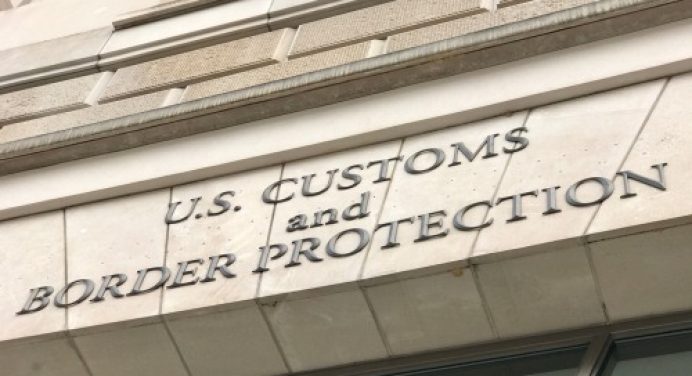 U.S. CUSTOMS
and
BORDER PROTECTION